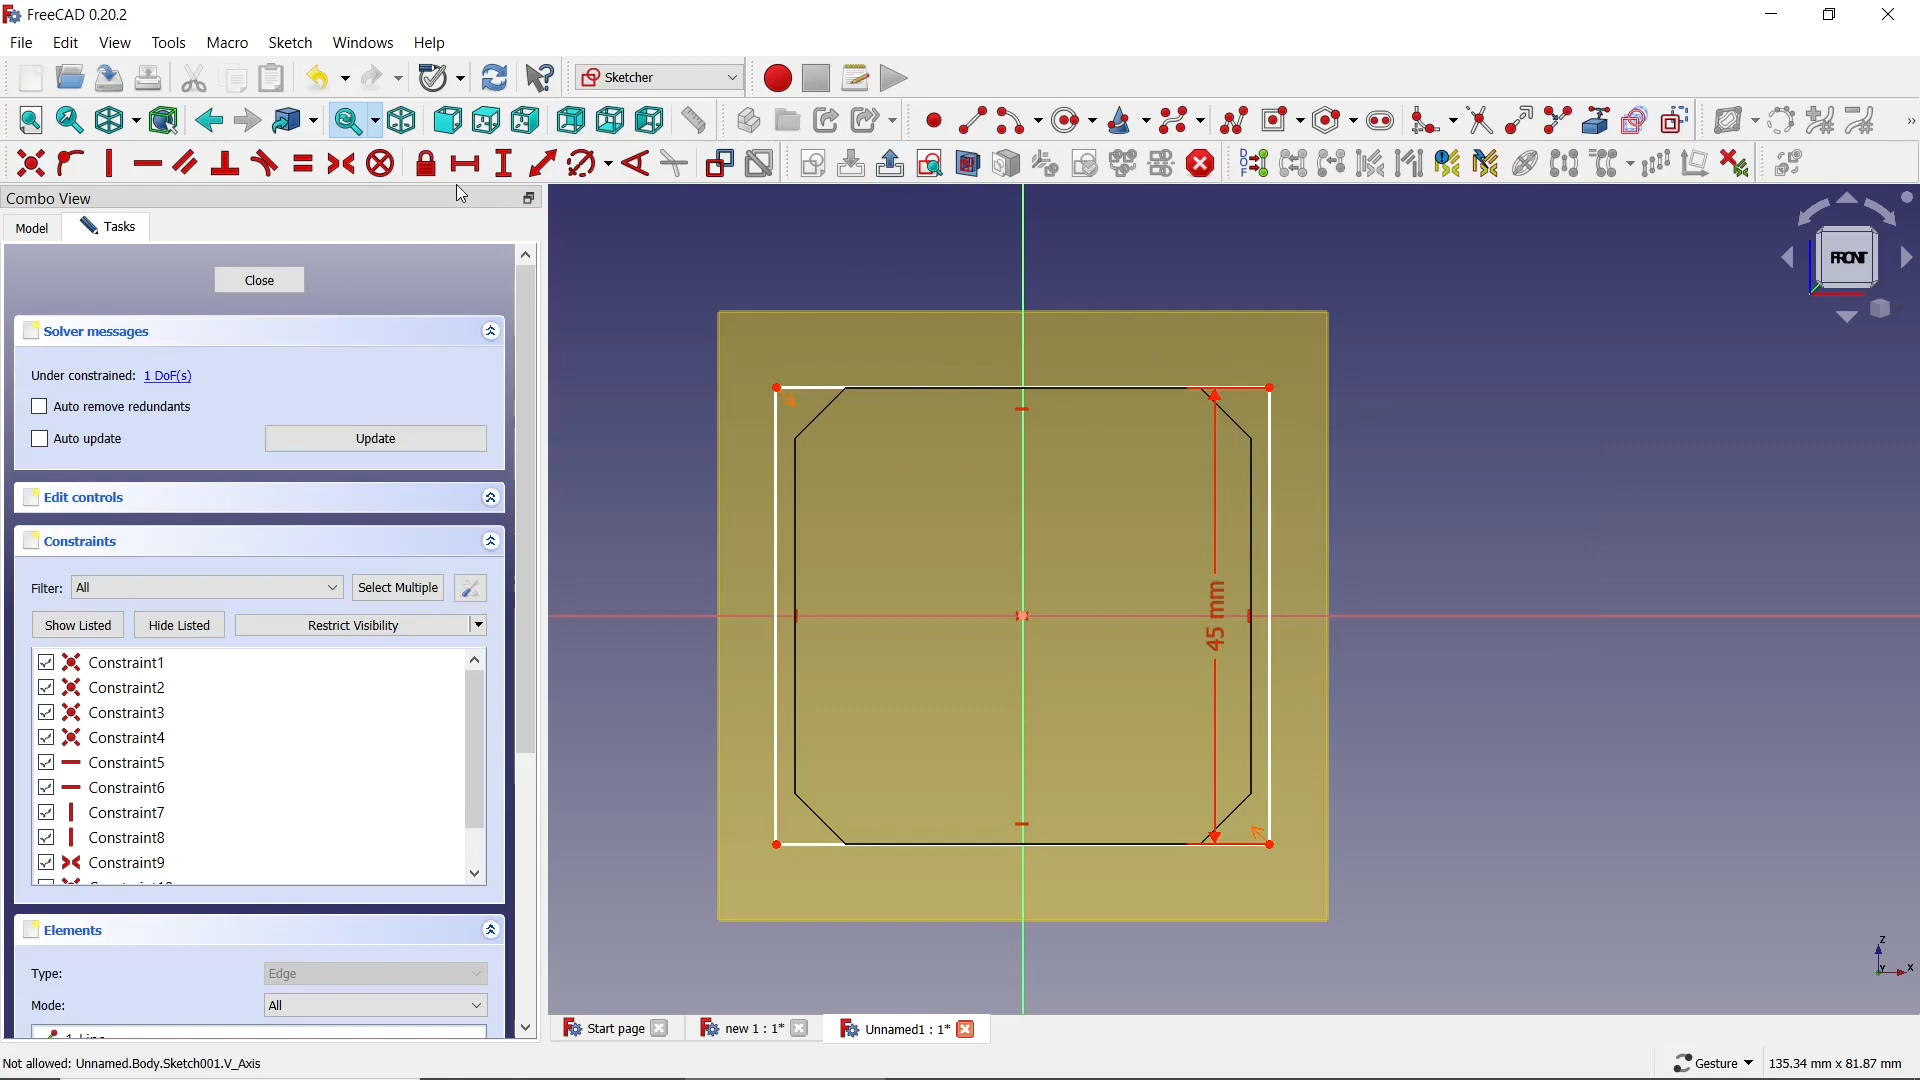 FreeCAD 0.20.2
File Edit View Tools Macro Sketch Windows Help
Sketcher
Combo View
Model Tasks
Close
Solver messages
Under constrained: 1 DoF(s)
Auto remove redundants
Auto update Update
Edit controls
Constraints
Filter: All Select Multiple
Show Listed Hide Listed Restrict Visibility
Constraint1
Constraint2
Constraint3
Constraint4
Constraint5
Constraint6
Constraint7
Constraint8
Constraint9
Elements
Type: Edge
Mode: All
FRONT
45 mm
Z
Y X
Start page new 1 : 1* Unnamed1 : 1*
Not allowed: Unnamed.Body.Sketch001.V_Axis
Gesture 135.34 mm x 81.87 mm